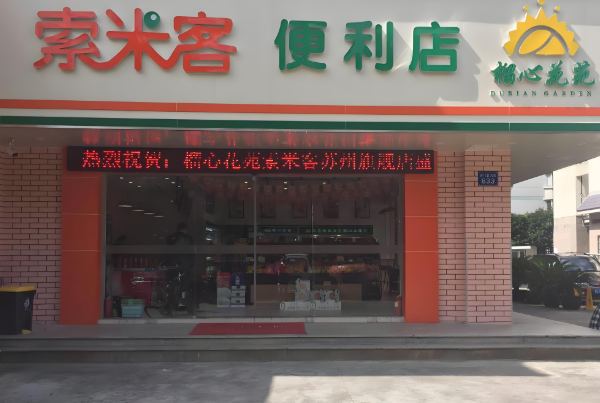 索米客 便利店
榴心花苑
DURIAN GARDEN
热烈祝贺：榴心花苑索米客苏州旗舰店盛
633